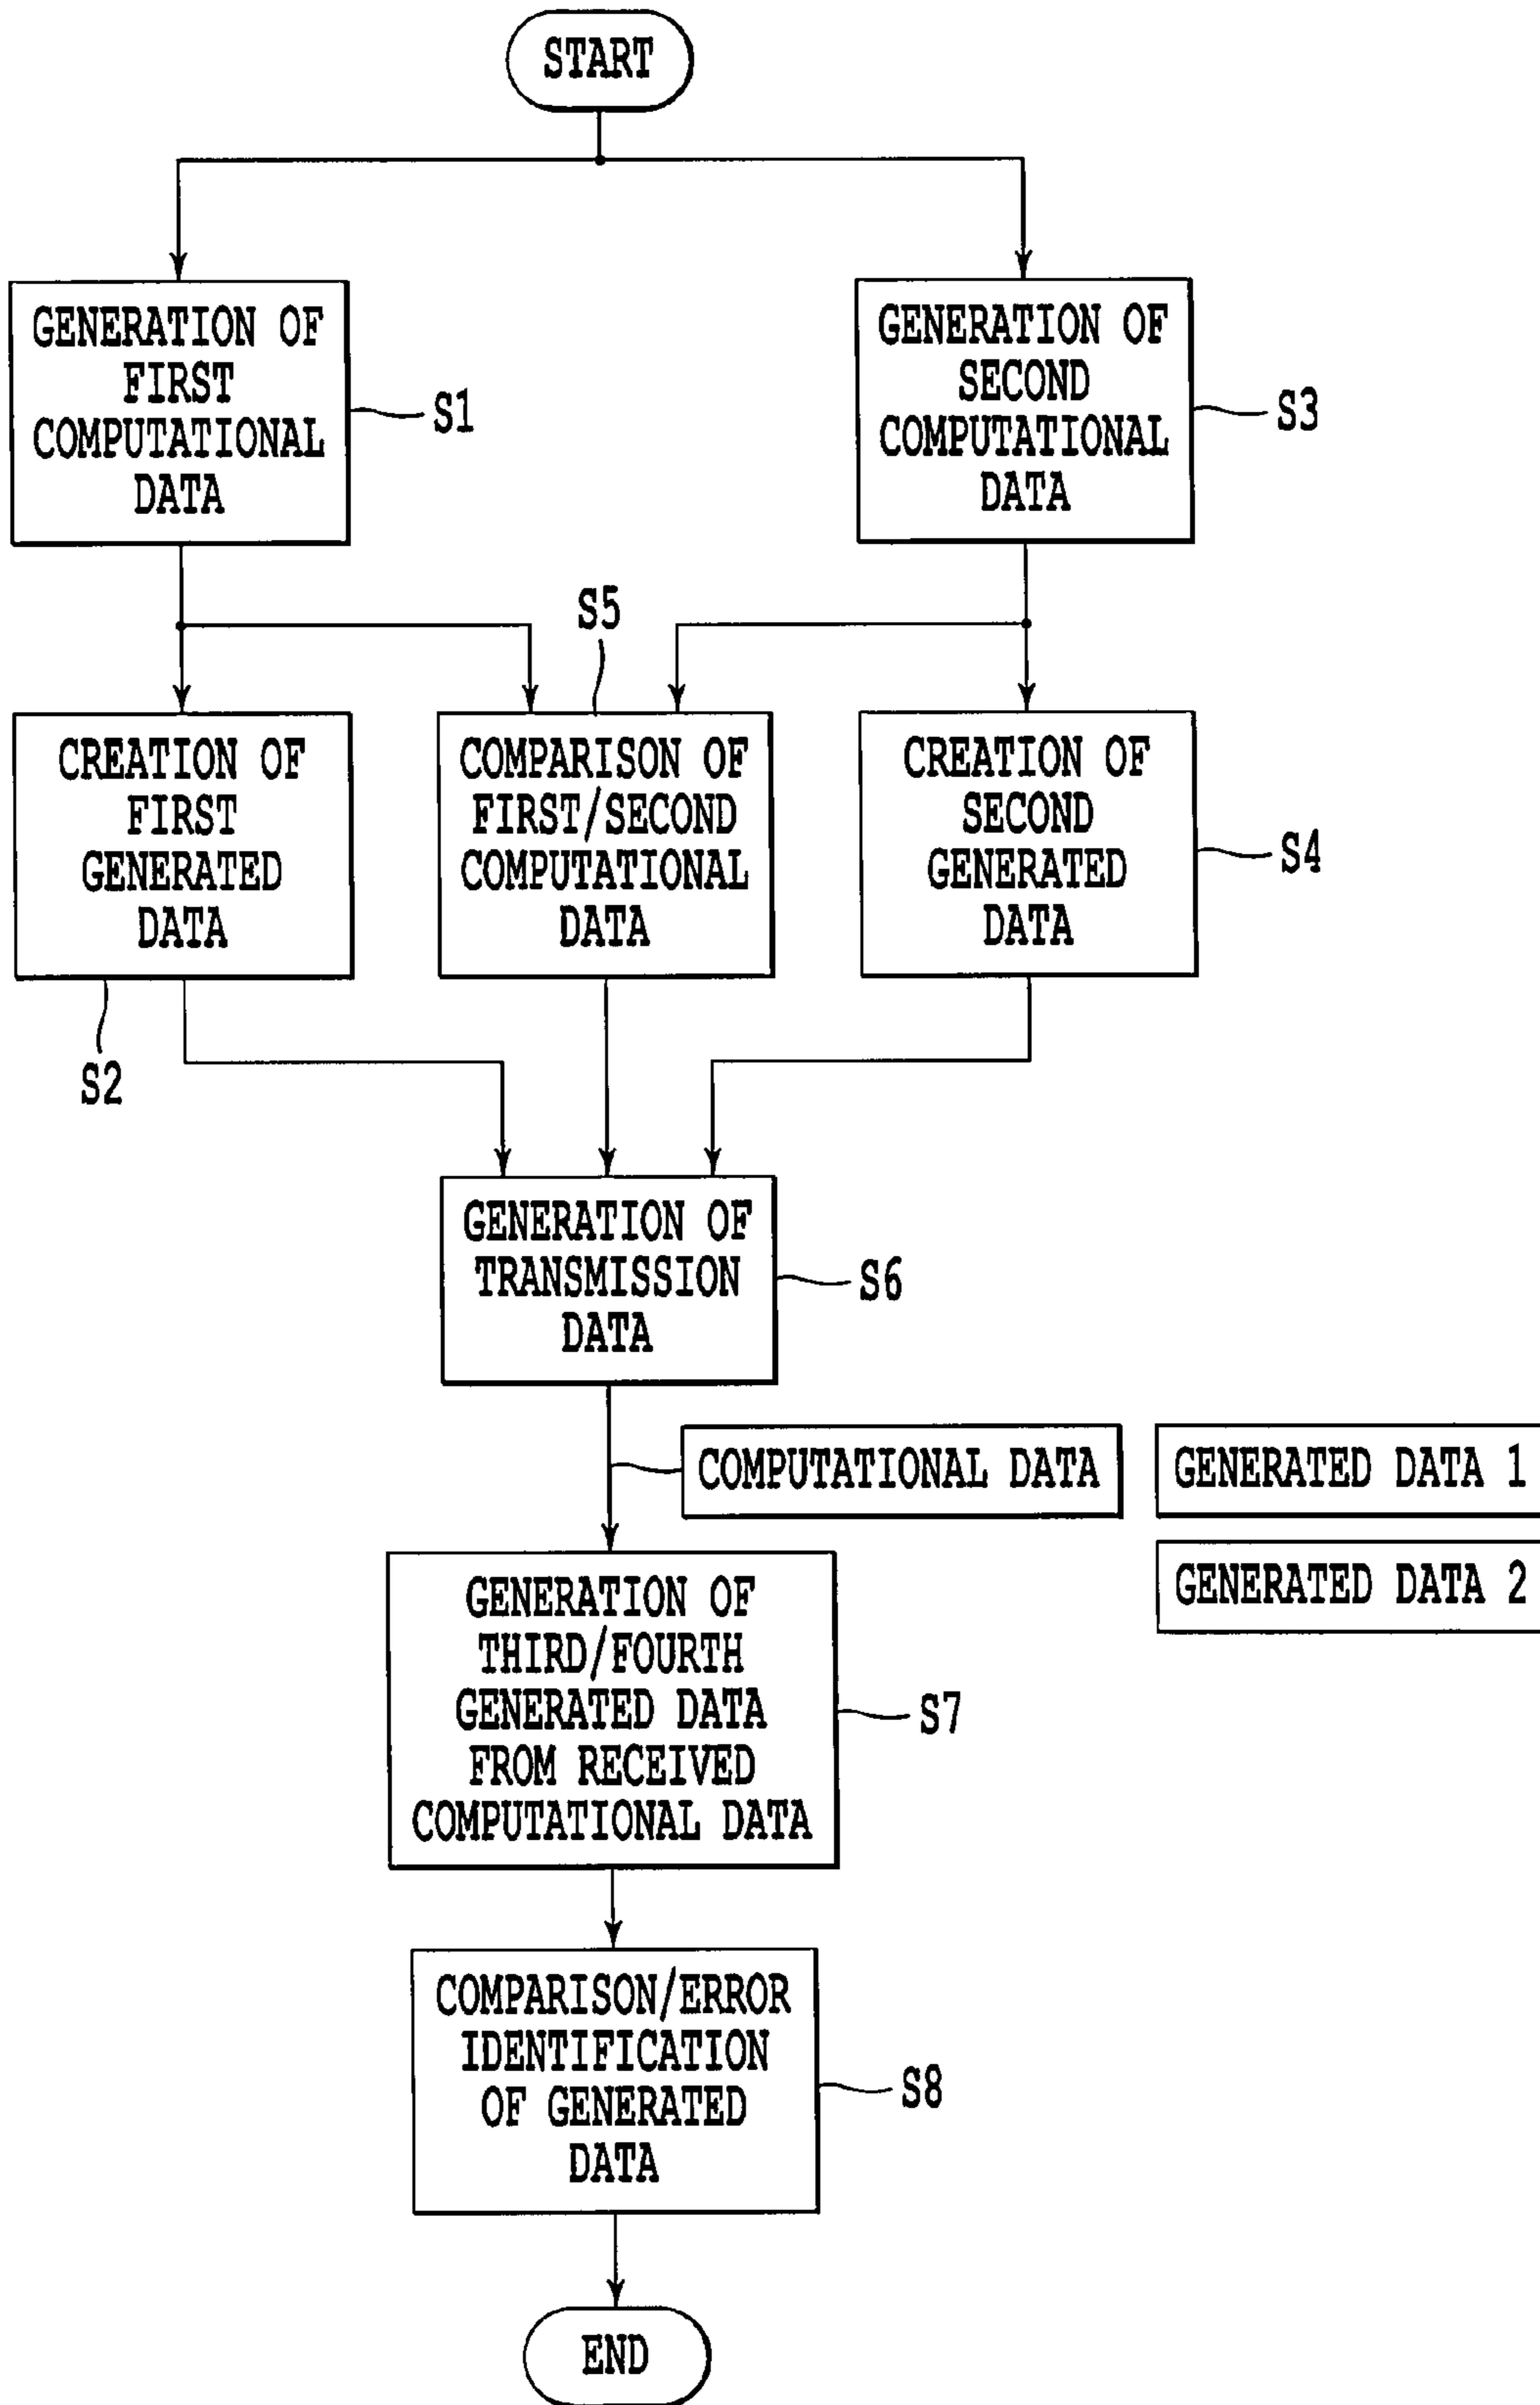 START
GENERATION OF
FIRST
COMPUTATIONAL
DATA
S1
GENERATION OF
SECOND
COMPUTATIONAL
DATA
S3
S5
CREATION OF
FIRST
GENERATED
DATA
S2
COMPARISON OF
FIRST/SECOND
COMPUTATIONAL
DATA
CREATION OF
SECOND
GENERATED
DATA
S4
GENERATION OF
TRANSMISSION
DATA
S6
COMPUTATIONAL DATA
GENERATED DATA 1
GENERATED DATA 2
GENERATION OF
THIRD/FOURTH
GENERATED DATA
FROM RECEIVED
COMPUTATIONAL DATA
S7
COMPARISON/ERROR
IDENTIFICATION
OF GENERATED
DATA
S8
END